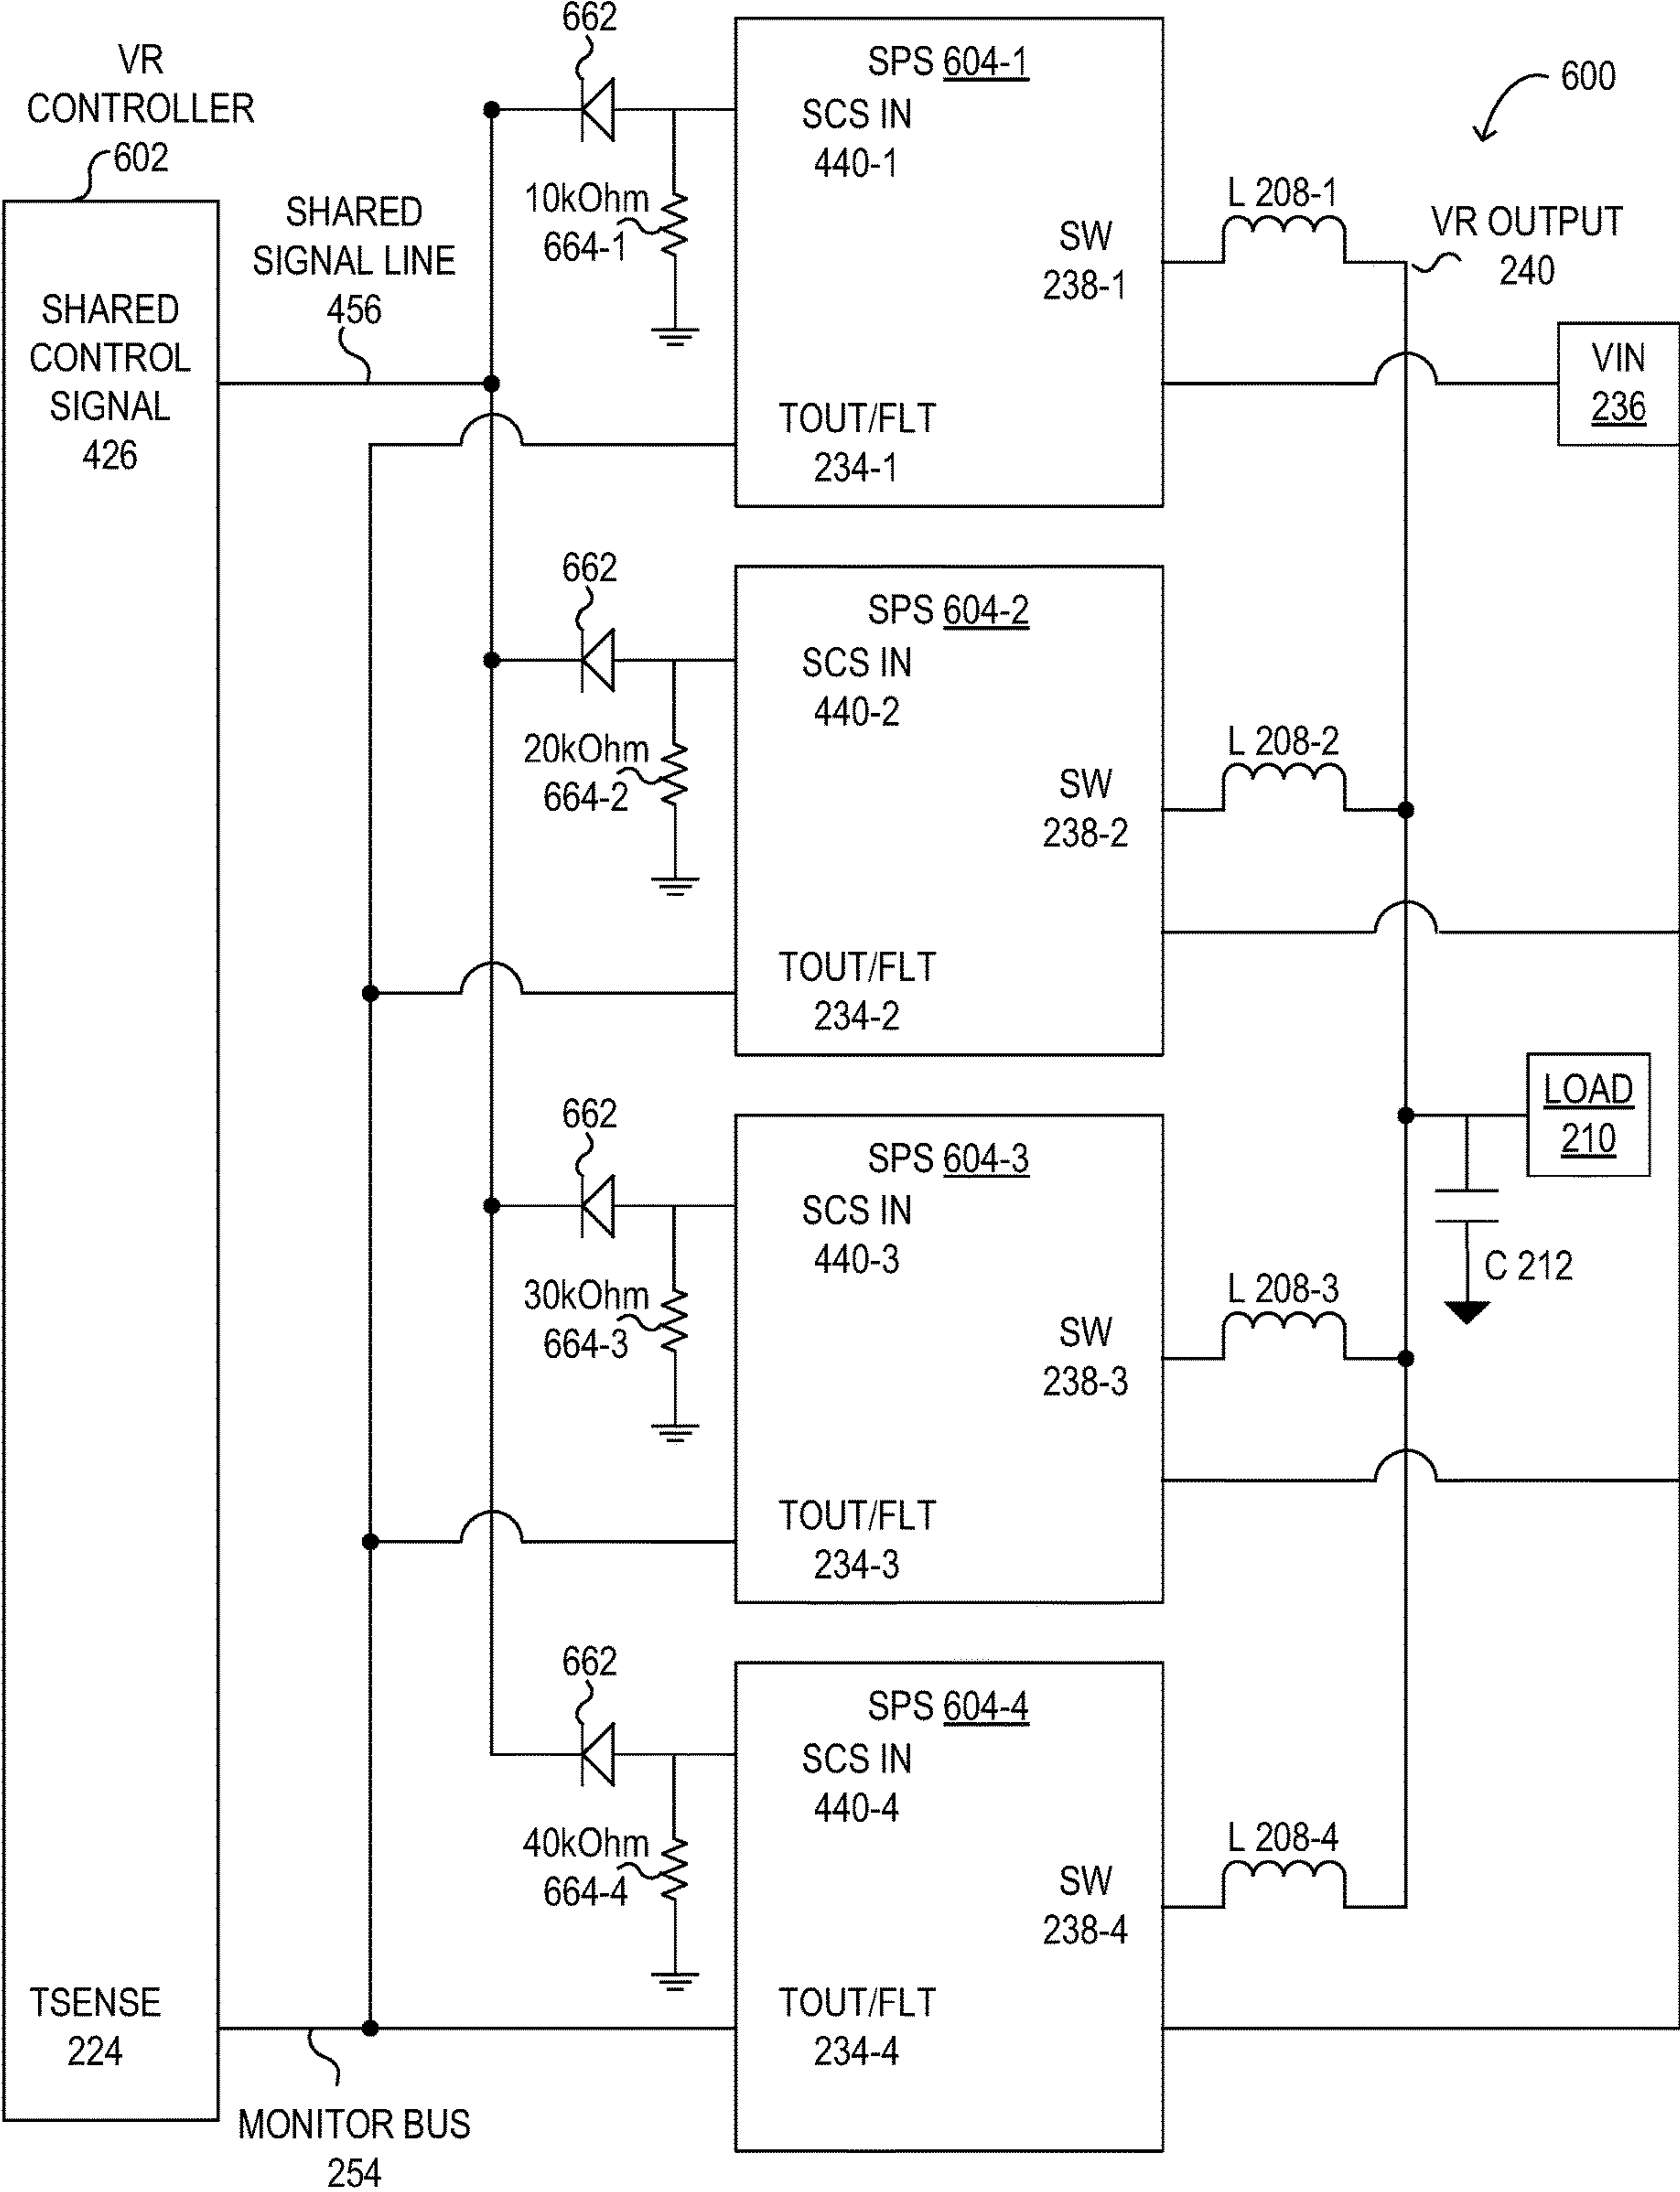 VR
CONTROLLER
602
SHARED
CONTROL
SIGNAL
426
TSENSE
224
SHARED
SIGNAL LINE
456
MONITOR BUS
254
662
10kOhm
664-1
SPS 604-1
SCS IN
440-1
SW
238-1
TOUT/FLT
234-1
L 208-1
600
VR OUTPUT
240
VIN
236
662
20kOhm
664-2
SPS 604-2
SCS IN
440-2
SW
238-2
TOUT/FLT
234-2
L 208-2
LOAD
210
C 212
662
30kOhm
664-3
SPS 604-3
SCS IN
440-3
SW
238-3
TOUT/FLT
234-3
L 208-3
662
40kOhm
664-4
SPS 604-4
SCS IN
440-4
SW
238-4
TOUT/FLT
234-4
L 208-4